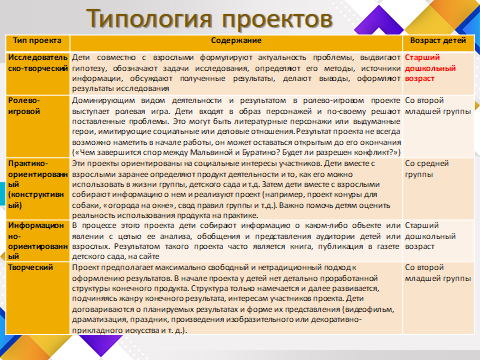 Типология проектов
Тип проекта Содержание Возраст детей
Исследователь
ско-творческий
Дети совместно с взрослыми формулируют актуальность проблемы, выдвигают
гипотезу, обозначают задачи исследования, определяют его методы, источники
информации, обсуждают полученные результаты, делают выводы, оформляют
результаты исследования
Старший
дошкольный
возраст
Ролево-
игровой
Доминирующим видом деятельности и результатом в ролево-игровом проекте
выступает ролевая игра. Дети входят в образ персонажей и по-своему решают
поставленные проблемы. Это могут быть литературные персонажи или выдуманные
герои, имитирующие социальные или деловые отношения. Результат проекта не всегда
возможно наметить в начале работы, он может оставаться открытым до его окончания
(«Чем завершится спор между Мальвиной и Буратино? Будет ли разрешен конфликт?»)
Со второй
младшей группы
Практико-
ориентированн
ый
(конструктивн
ый)
Эти проекты ориентированы на социальные интересы участников. Дети вместе с
взрослыми заранее определяют продукт деятельности и то, как его можно
использовать в жизни группы, детского сада и т.д. Затем дети вместе с взрослыми
собирают информацию о нем и реализуют проект (например, проект конуры для
собаки, «огорода на окне», свод правил группы и т.д.). Важно помочь детям оценить
реальность использования продукта на практике.
Со средней
группы
Информацион
но-
ориентированн
ый
В процессе этого проекта дети собирают информацию о каком-либо объекте или
явлении с целью ее анализа, обобщения и представления аудитории детей или
взрослых. Результатом такого проекта часто является книга, публикация в газете
детского сада, на сайте
Старший
дошкольный
возраст
Творческий
Проект предполагает максимально свободный и нетрадиционный подход к
оформлению результатов. В начале проекта у детей нет детально проработанной
структуры конечного продукта. Структура только намечается и далее развивается,
подчиняясь жанру конечного результата, интересам участников проекта. Дети
договариваются о планируемых результатах и форме их представления (видеофильм,
драматизация, праздник, произведения изобразительного или декоративно-
прикладного искусства и т. д.).
Со второй
младшей группы